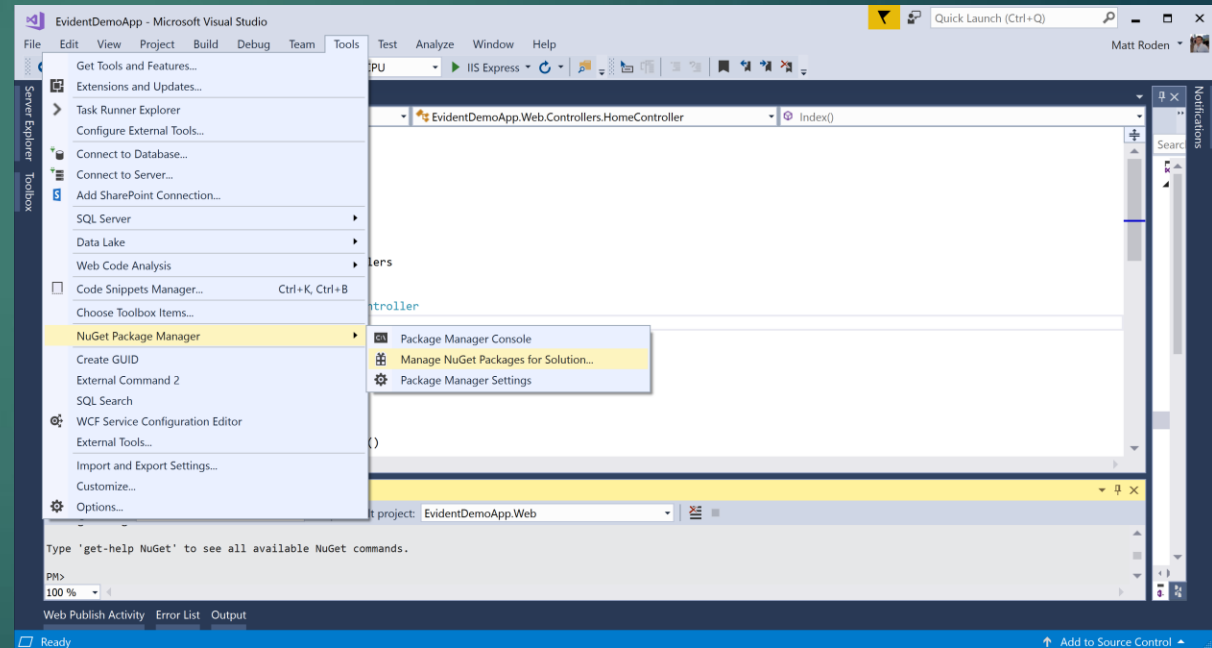 EvidentDemoApp - Microsoft Visual Studio
Quick Launch (Ctrl+Q)
File Edit View Project Build Debug Team Tools Test Analyze Window Help
Matt Roden
PU IIS Express
Get Tools and Features...
Extensions and Updates...
Task Runner Explorer
Configure External Tools...
Connect to Database...
Connect to Server...
Add SharePoint Connection...
SQL Server
Data Lake
Web Code Analysis
Code Snippets Manager... Ctrl+K, Ctrl+B
Choose Toolbox Items...
NuGet Package Manager
Create GUID
External Command 2
SQL Search
WCF Service Configuration Editor
External Tools...
Import and Export Settings...
Customize...
Options...
Package Manager Console
Manage NuGet Packages for Solution...
Package Manager Settings
Server Explorer
Toolbox
EvidentDemoApp.Web.Controllers.HomeController
Index()
lers
ntroller
()
Searc
Notifications
t project: EvidentDemoApp.Web
Type 'get-help NuGet' to see all available NuGet commands.
PM>
100 %
Web Publish Activity Error List Output
Ready
Add to Source Control